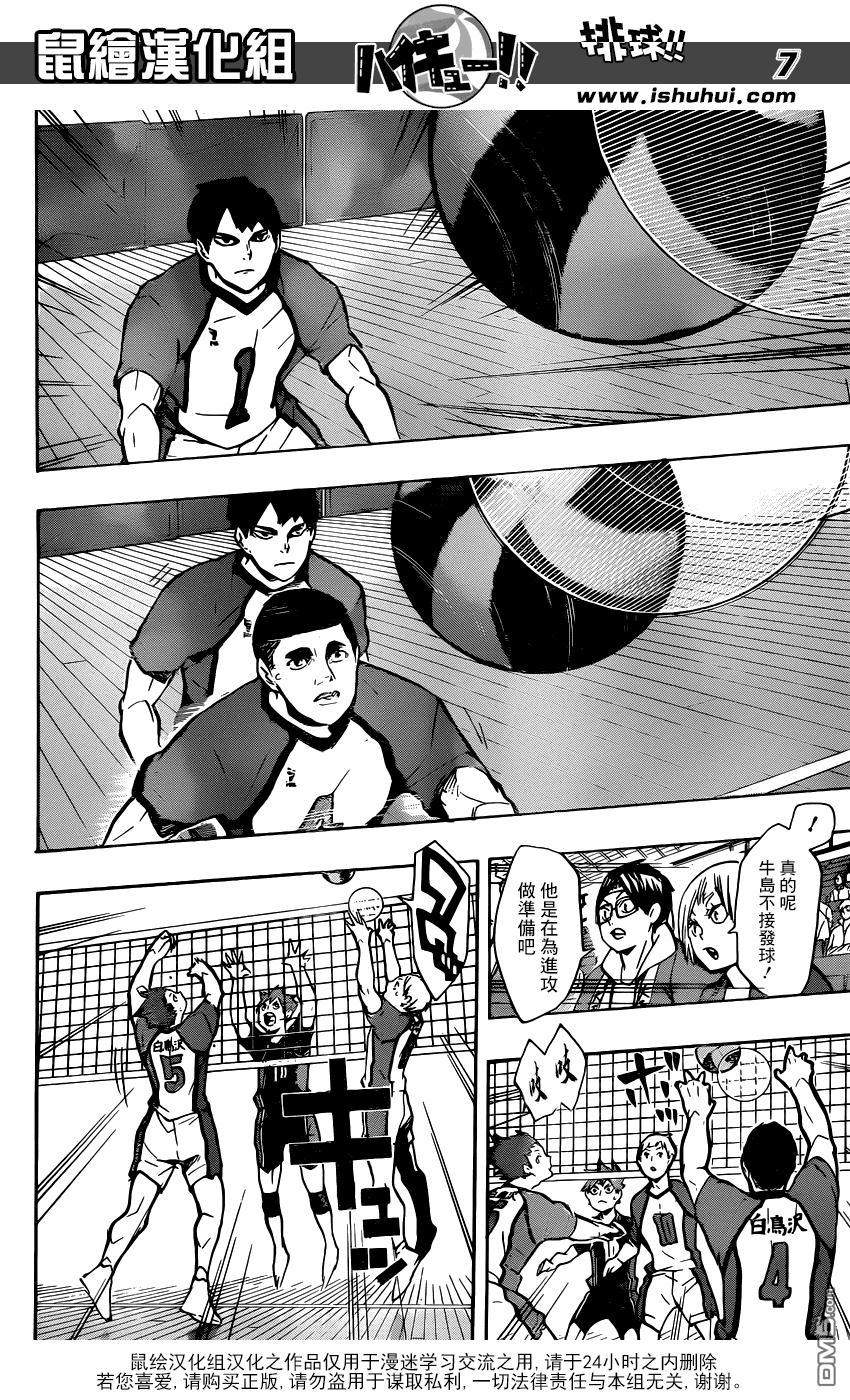 鼠繪漢化組
ハイキュー!!
排球!!
7
www.ishuhui.com
1
!
真的呢
牛島不接發球!
他是在為進攻
做準備吧
白鳥沢
5
キュッ
咬
咬
10
白鳥沢
4
鼠绘汉化组汉化之作品仅用于漫迷学习交流之用, 请于24小时之内删除
若您喜爱, 请购买正版, 请勿盗用于谋取私利, 一切法律责任与本组无关, 谢谢。